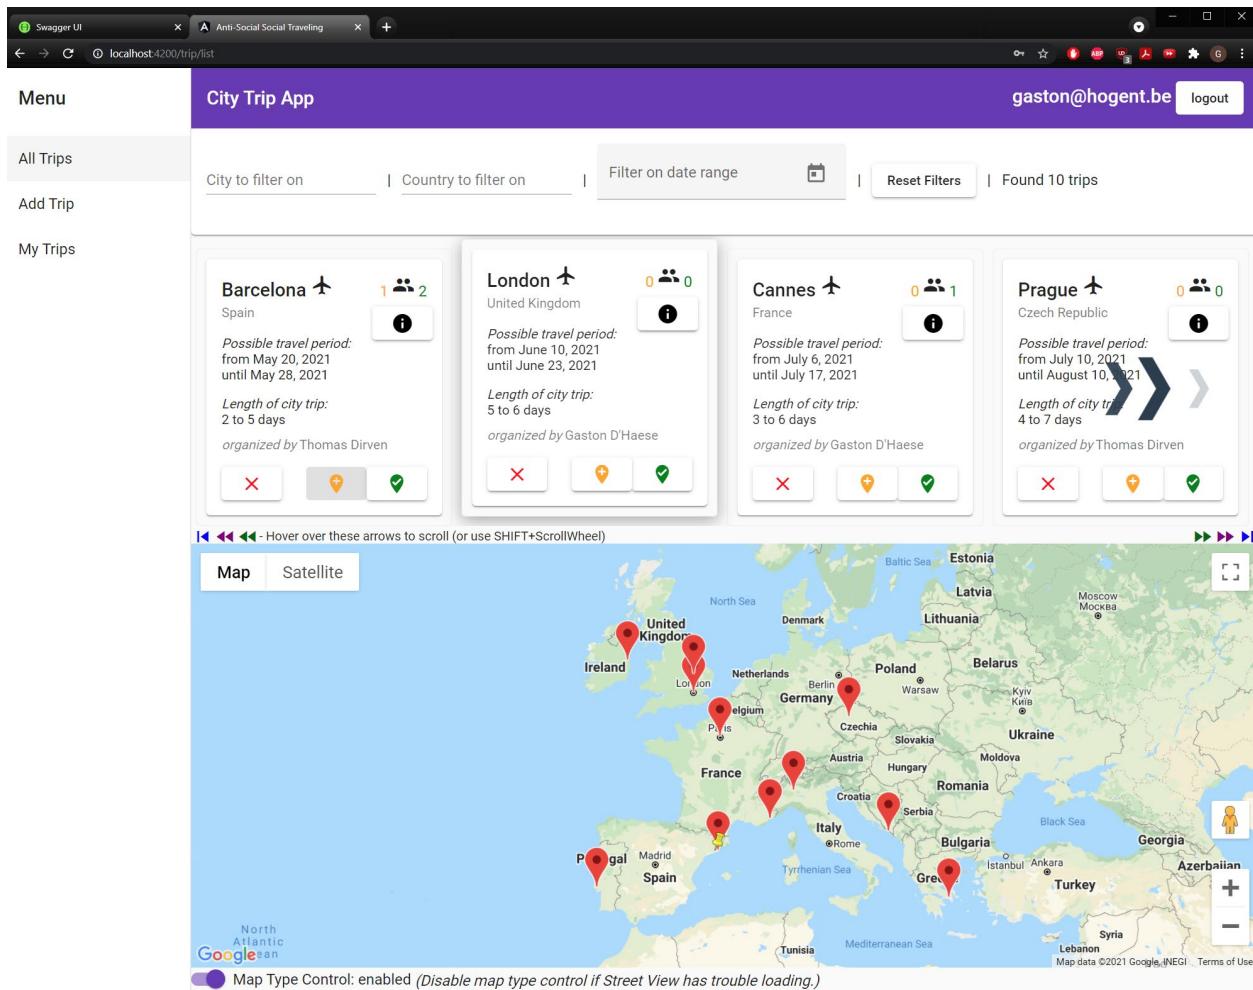 Swagger UI
Anti-Social Social Traveling
localhost:4200/trip/list
ABP
3
G
Menu
City Trip App
gaston@hogent.be
logout
All Trips
Add Trip
My Trips
City to filter on
|
Country to filter on
|
Filter on date range
|
Reset Filters
|
Found 10 trips
Barcelona
1
2
Spain
Possible travel period:
from May 20, 2021
until May 28, 2021
Length of city trip:
2 to 5 days
organized by Thomas Dirven
London
0
0
United Kingdom
Possible travel period:
from June 10, 2021
until June 23, 2021
Length of city trip:
5 to 6 days
organized by Gaston D'Haese
Cannes
0
1
France
Possible travel period:
from July 6, 2021
until July 17, 2021
Length of city trip:
3 to 6 days
organized by Gaston D'Haese
Prague
0
0
Czech Republic
Possible travel period:
from July 10, 2021
until August 10, 2021
Length of city trip:
4 to 7 days
organized by Thomas Dirven
- Hover over these arrows to scroll (or use SHIFT+ScrollWheel)
Map
Satellite
Baltic Sea
Estonia
North Sea
Latvia
Moscow
Москва
Denmark
Lithuania
United
Kingdom
Ireland
Netherlands
Berlin
Poland
Belarus
London
Warsaw
Germany
Kyiv
Київ
elgium
Paris
Czechia
Slovakia
Ukraine
Austria
Moldova
France
Hungary
Romania
Croatia
Serbia
Black Sea
Italy
Rome
Bulgaria
Georgia
Portugal
Madrid
Spain
Istanbul
Ankara
Azerbaijan
Tyrrhenian Sea
Gree
Turkey
North
Atlantic
ean
Google
Tunisia
Mediterranean Sea
Syria
Lebanon
Map data ©2021 Google, INEGI
Terms of Use
Map Type Control: enabled (Disable map type control if Street View has trouble loading.)